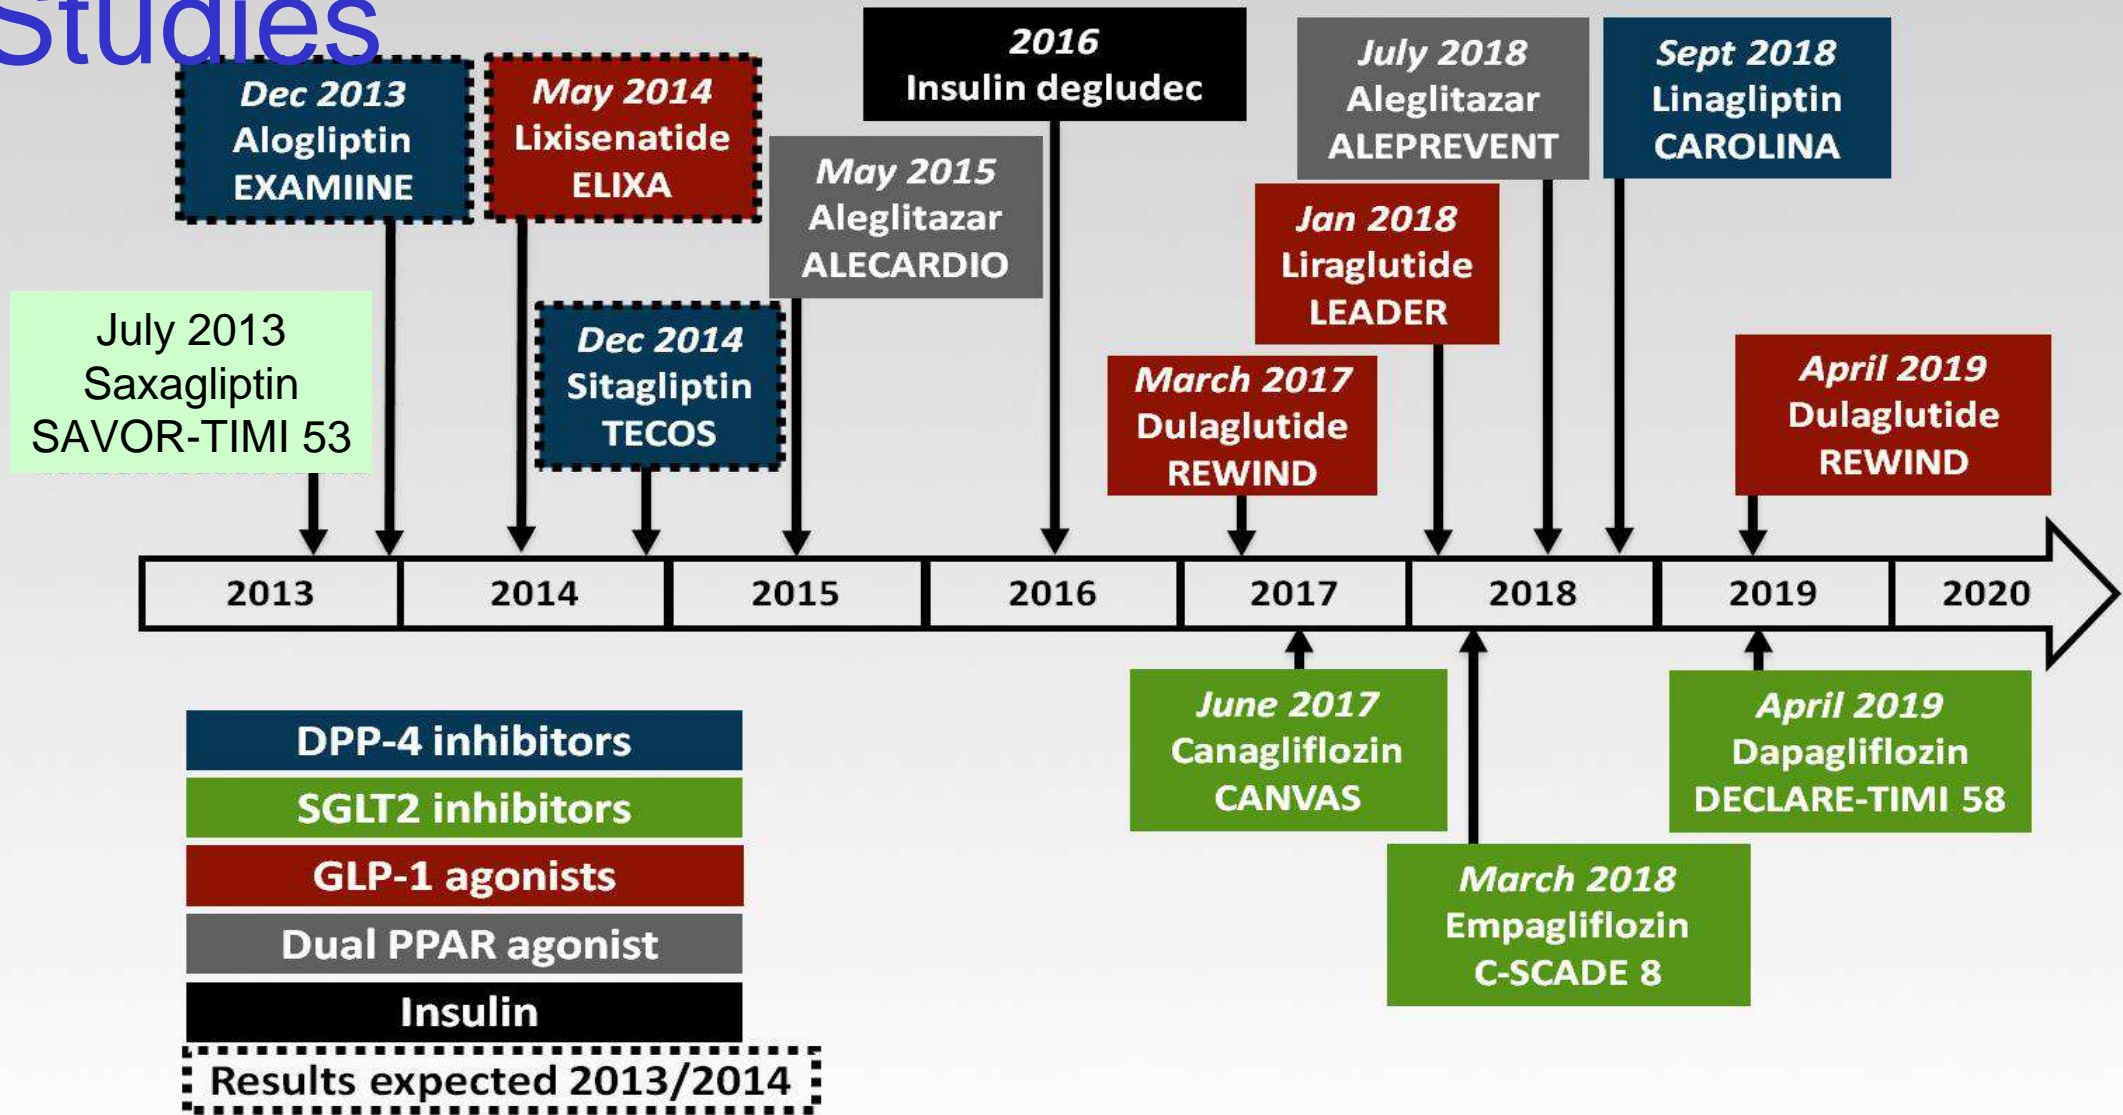 Studies
Dec 2013
Alogliptin
EXAMIINE
May 2014
Lixisenatide
ELIXA
2016
Insulin degludec
July 2018
Aleglitazar
ALEPREVENT
Sept 2018
Linagliptin
CAROLINA
May 2015
Aleglitazar
ALECARDIO
Jan 2018
Liraglutide
LEADER
July 2013
Saxagliptin
SAVOR-TIMI 53
Dec 2014
Sitagliptin
TECOS
March 2017
Dulaglutide
REWIND
April 2019
Dulaglutide
REWIND
2013 2014 2015 2016 2017 2018 2019 2020
June 2017
Canagliflozin
CANVAS
April 2019
Dapagliflozin
DECLARE-TIMI 58
March 2018
Empagliflozin
C-SCADE 8
DPP-4 inhibitors
SGLT2 inhibitors
GLP-1 agonists
Dual PPAR agonist
Insulin
Results expected 2013/2014